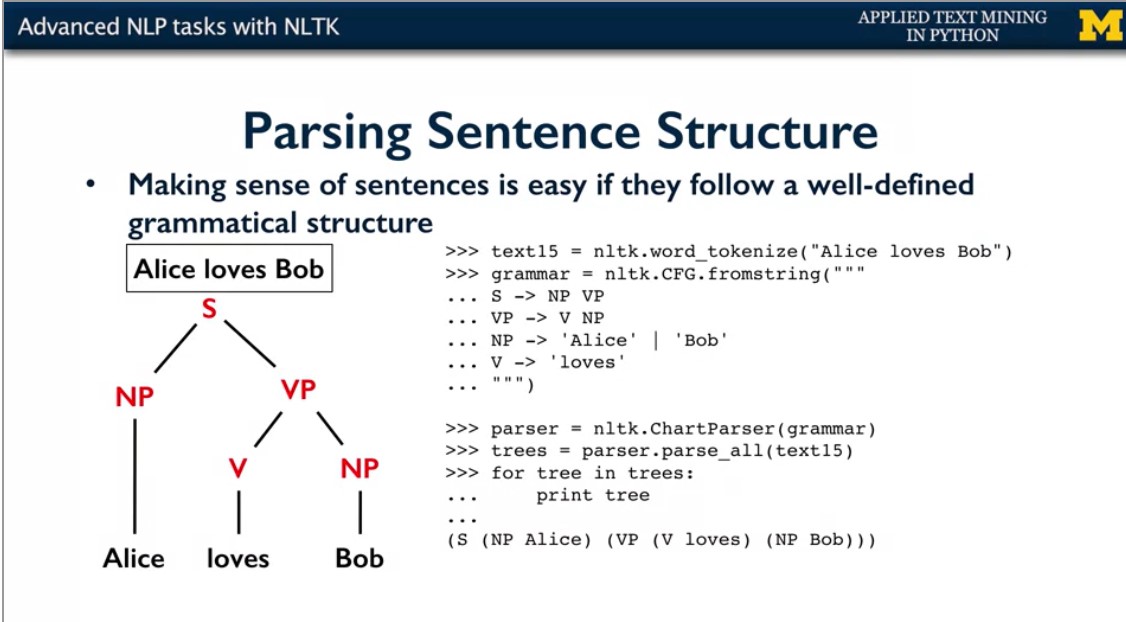 Advanced NLP tasks with NLTK
APPLIED TEXT MINING
IN PYTHON
M
Parsing Sentence Structure
• Making sense of sentences is easy if they follow a well-defined
grammatical structure
Alice loves Bob
S
NP VP
V NP
Alice loves Bob
>>> text15 = nltk.word_tokenize("Alice loves Bob")
>>> grammar = nltk.CFG.fromstring("""
... S -> NP VP
... VP -> V NP
... NP -> 'Alice' | 'Bob'
... V -> 'loves'
... """)
>>> parser = nltk.ChartParser(grammar)
>>> trees = parser.parse_all(text15)
>>> for tree in trees:
...     print tree
...
(S (NP Alice) (VP (V loves) (NP Bob)))